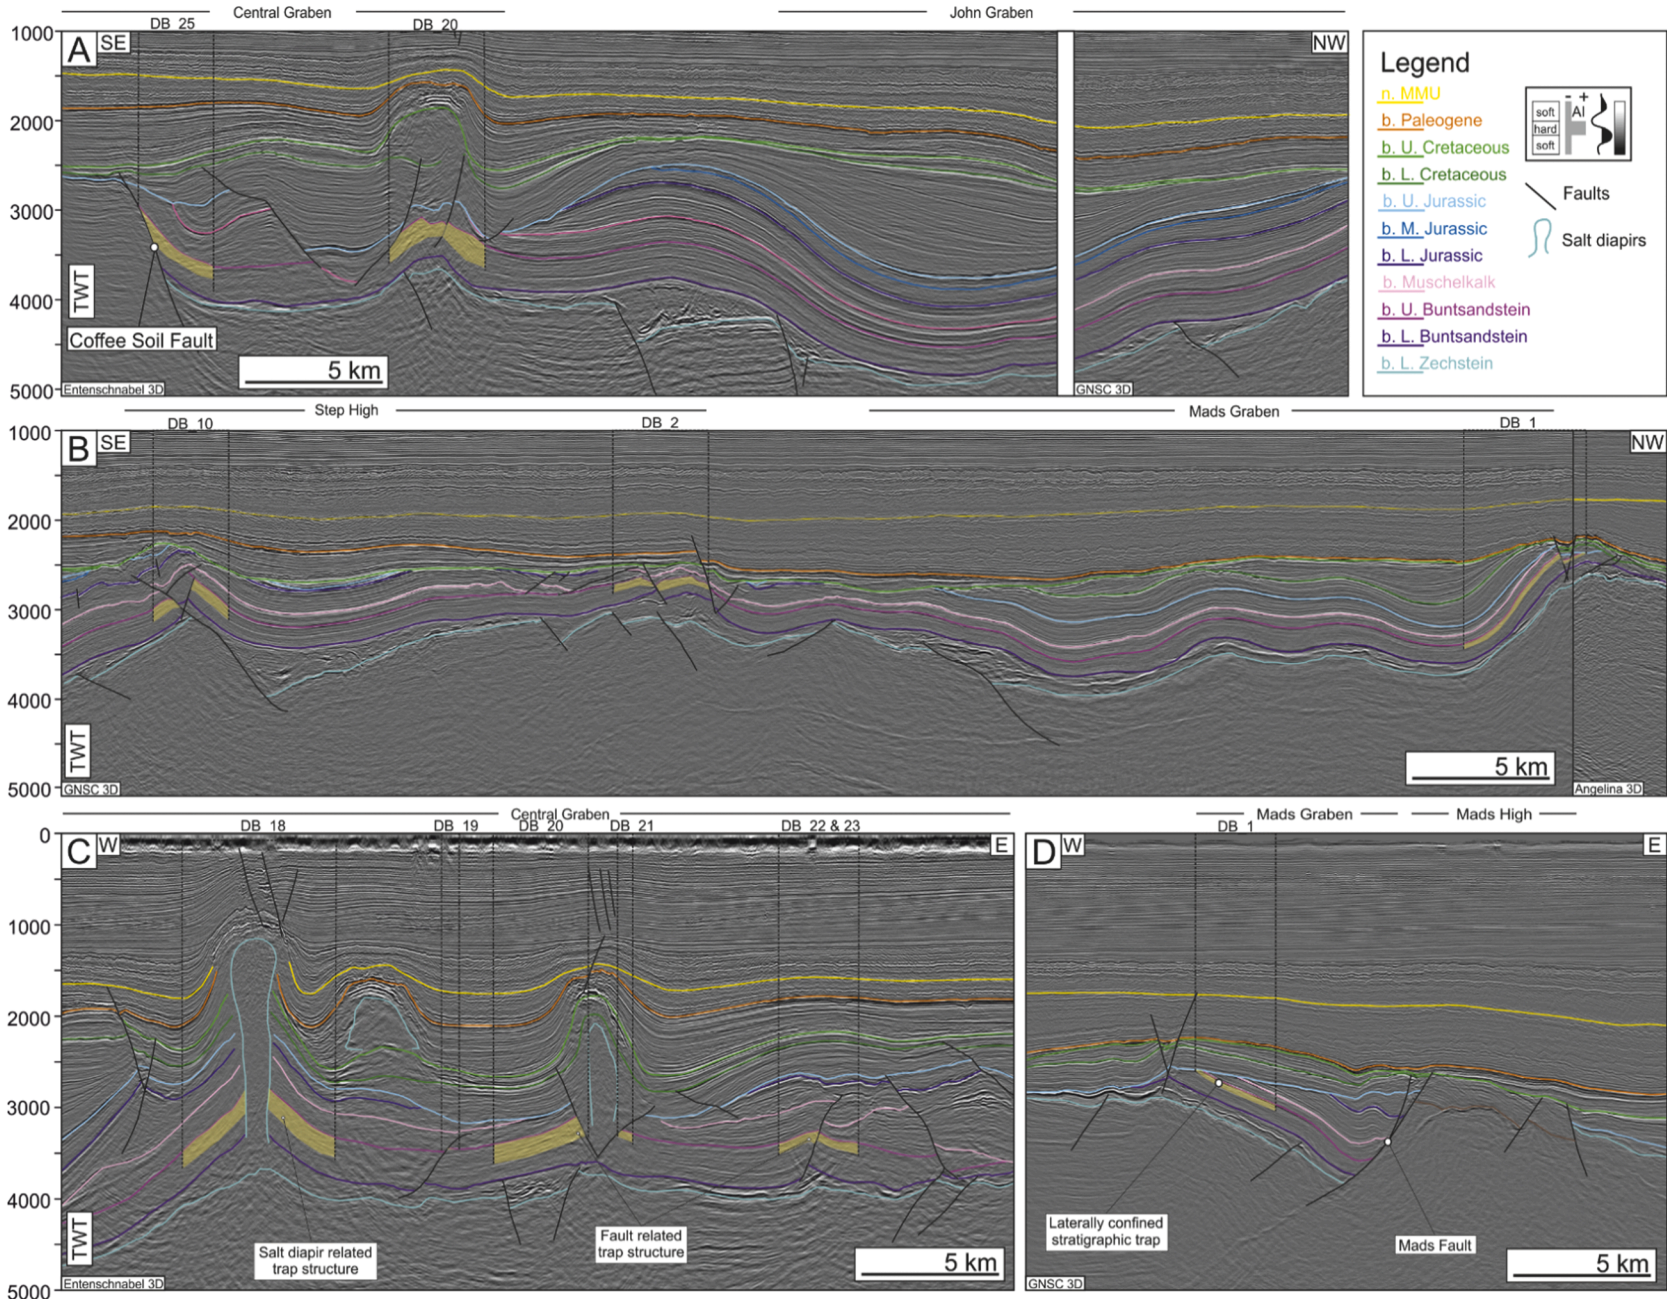 Central Graben
John Graben
DB_25
DB_20
1000
2000
3000
4000
5000
A
SE
NW
TWT
Coffee Soil Fault
5 km
Entenschnabel 3D
GNSC 3D
Legend
n. MMU
b. Paleogene
b. U. Cretaceous
b. L. Cretaceous
b. U. Jurassic
b. M. Jurassic
b. L. Jurassic
b. Muschelkalk
b. U. Buntsandstein
b. L. Buntsandstein
b. L. Zechstein
- +
AI
soft
hard
soft
Faults
Salt diapirs
Step High
Mads Graben
DB_10
DB_2
DB_1
1000
2000
3000
4000
5000
B
SE
NW
TWT
5 km
GNSC 3D
Angelina 3D
Central Graben
DB_18
DB_19
DB_20
DB_21
DB_22 & 23
0
1000
2000
3000
4000
5000
C
W
E
TWT
Salt diapir related
trap structure
Fault related
trap structure
5 km
Entenschnabel 3D
Mads Graben
Mads High
DB_1
D
W
E
Laterally confined
stratigraphic trap
Mads Fault
5 km
GNSC 3D